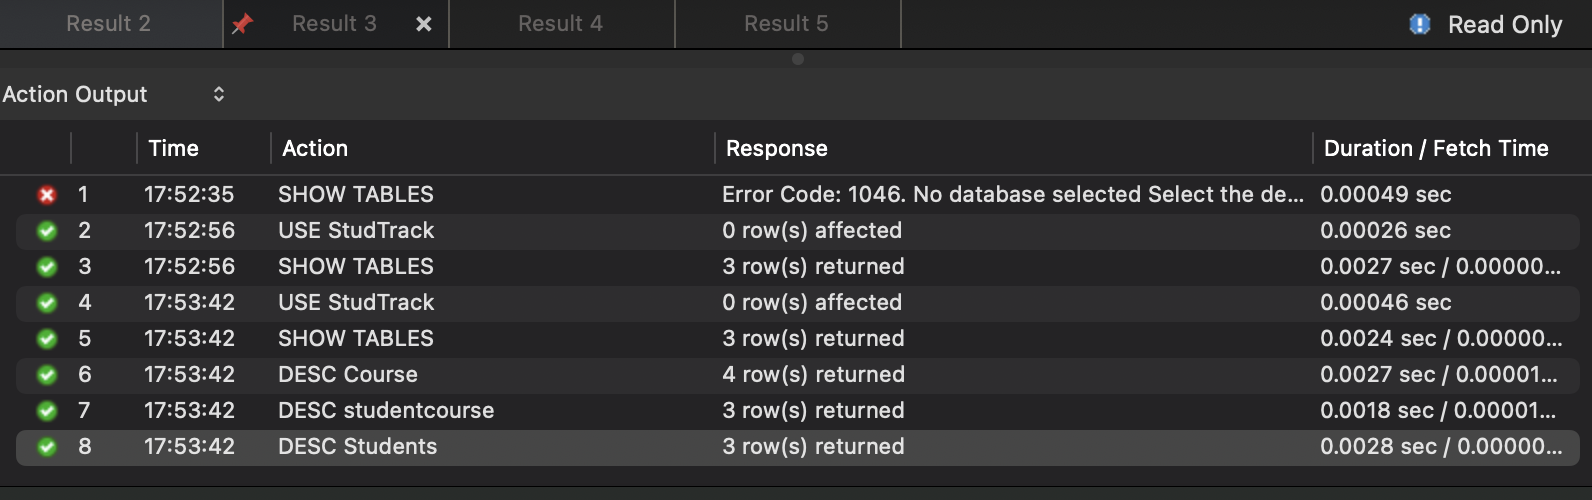 Result 2 Result 3 Result 4 Result 5 Read Only
Action Output
Time Action Response Duration / Fetch Time
1 17:52:35 SHOW TABLES Error Code: 1046. No database selected Select the de... 0.00049 sec
2 17:52:56 USE StudTrack 0 row(s) affected 0.00026 sec
3 17:52:56 SHOW TABLES 3 row(s) returned 0.0027 sec / 0.00000...
4 17:53:42 USE StudTrack 0 row(s) affected 0.00046 sec
5 17:53:42 SHOW TABLES 3 row(s) returned 0.0024 sec / 0.00000...
6 17:53:42 DESC Course 4 row(s) returned 0.0027 sec / 0.00001...
7 17:53:42 DESC studentcourse 3 row(s) returned 0.0018 sec / 0.00001...
8 17:53:42 DESC Students 3 row(s) returned 0.0028 sec / 0.00000...